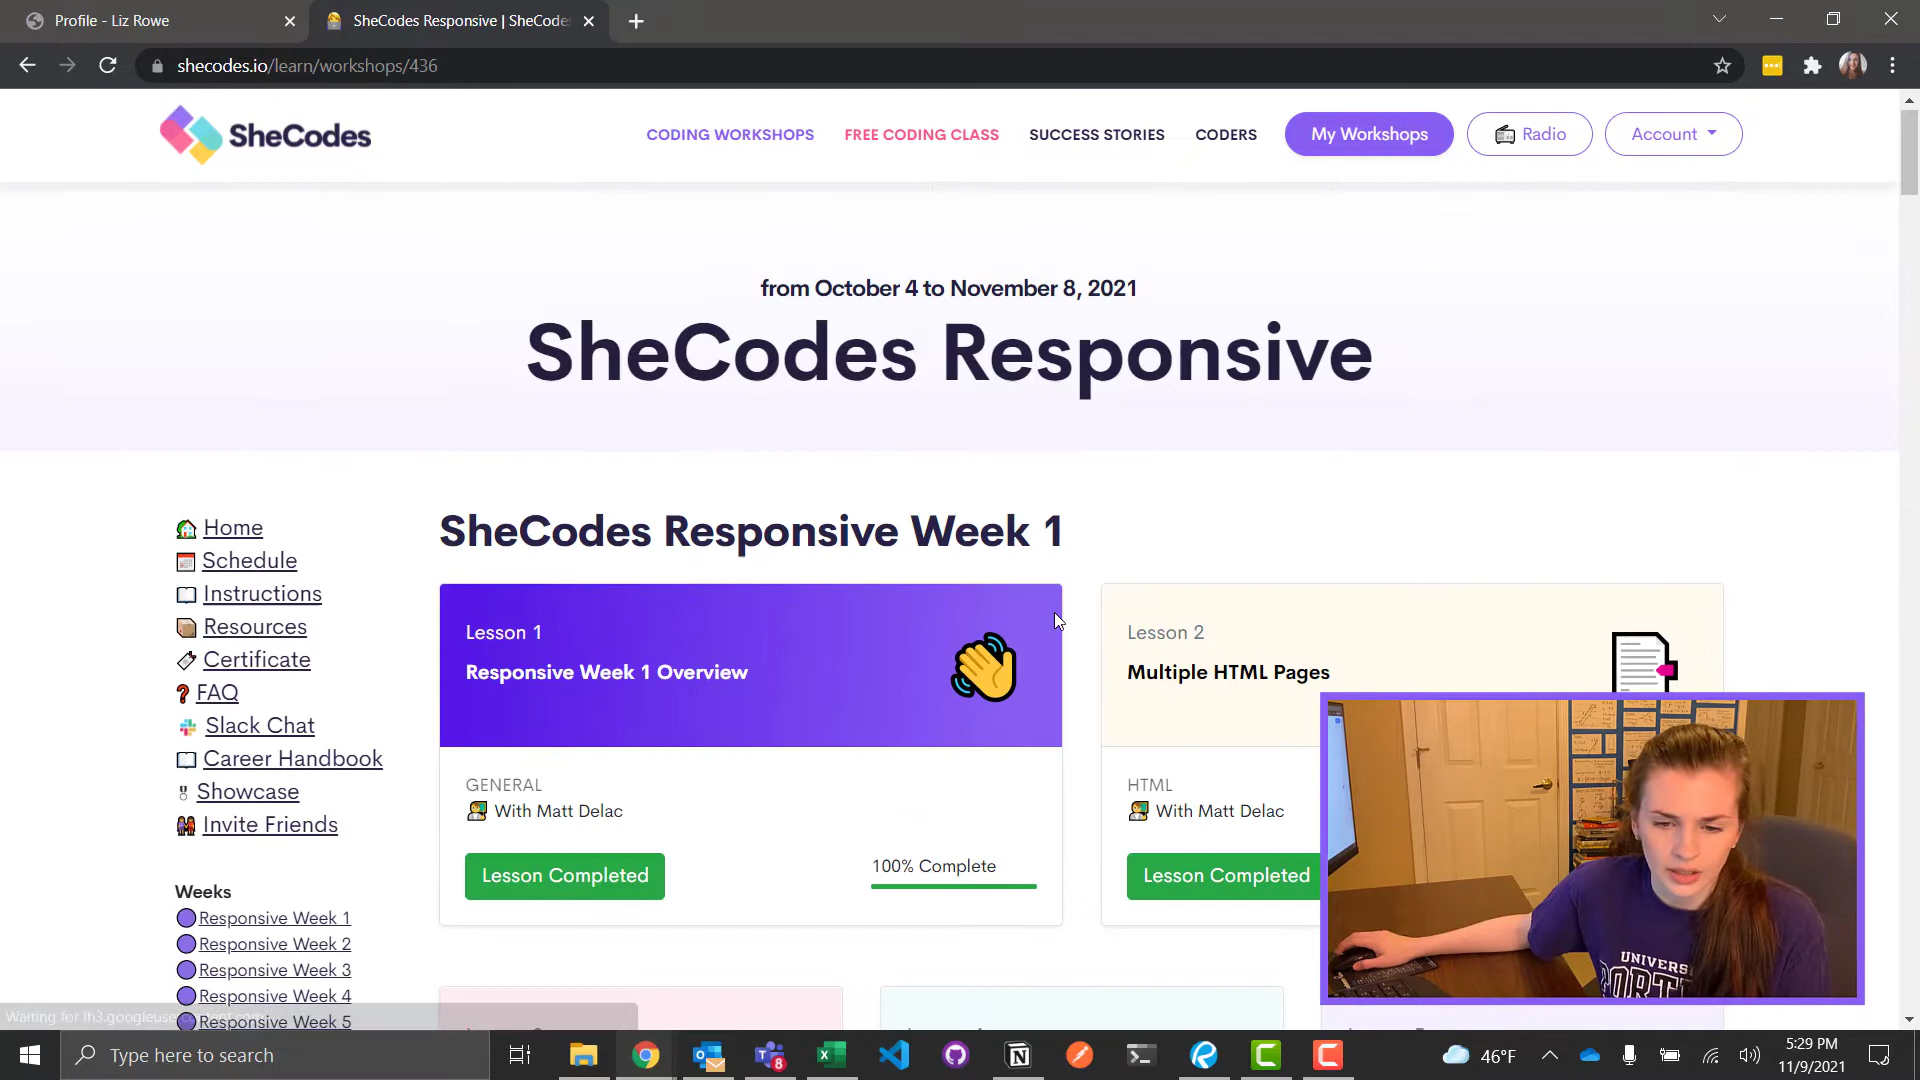 Profile - Liz Rowe
SheCodes Responsive | SheCodes
shecodes.io/learn/workshops/436
SheCodes
CODING WORKSHOPS
FREE CODING CLASS
SUCCESS STORIES
CODERS
My Workshops
Radio
Account
from October 4 to November 8, 2021
SheCodes Responsive
Home
Schedule
Instructions
Resources
Certificate
FAQ
Slack Chat
Career Handbook
Showcase
Invite Friends
Weeks
Responsive Week 1
Responsive Week 2
Responsive Week 3
Responsive Week 4
Responsive Week 5
SheCodes Responsive Week 1
Lesson 1
Responsive Week 1 Overview
GENERAL
With Matt Delac
Lesson Completed
100% Complete
Lesson 2
Multiple HTML Pages
HTML
With Matt Delac
Lesson Completed
UNIVERS
PORT
Type here to search
8
46°F
5:29 PM
11/9/2021